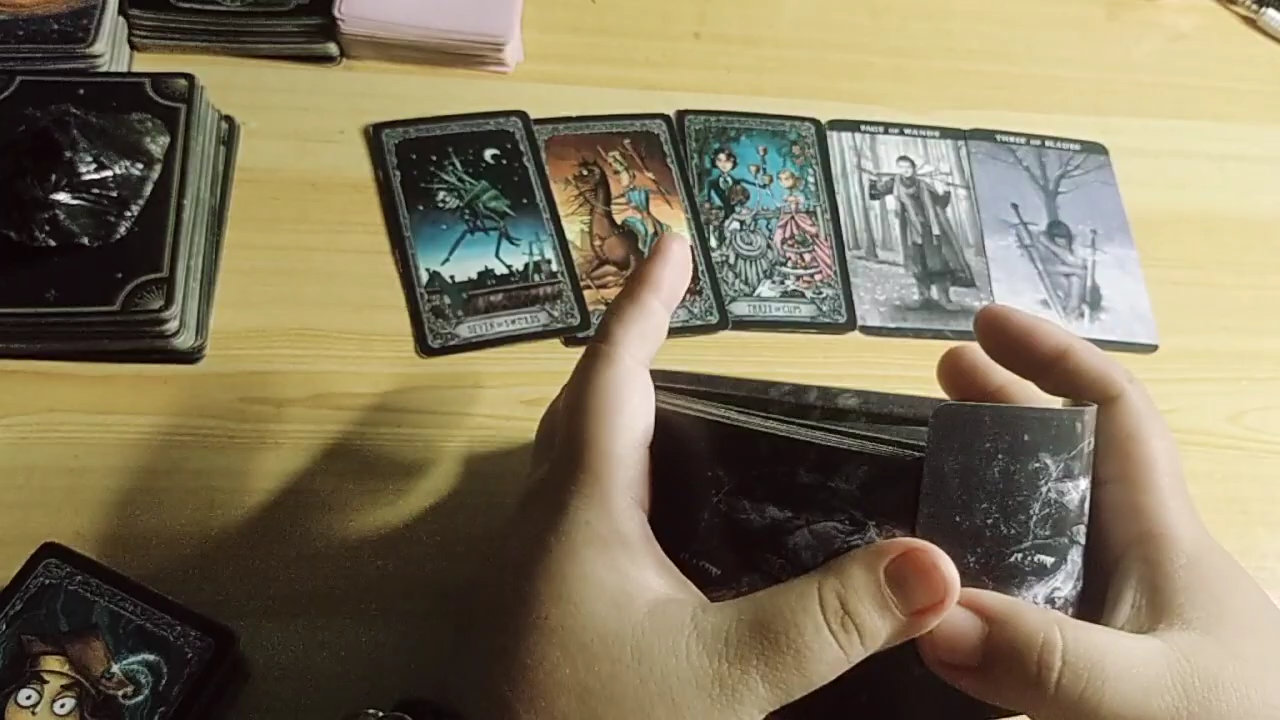 SEVEN OF SWORDS
THREE OF CUPS
PAGE OF WANDS
THREE OF BLADES